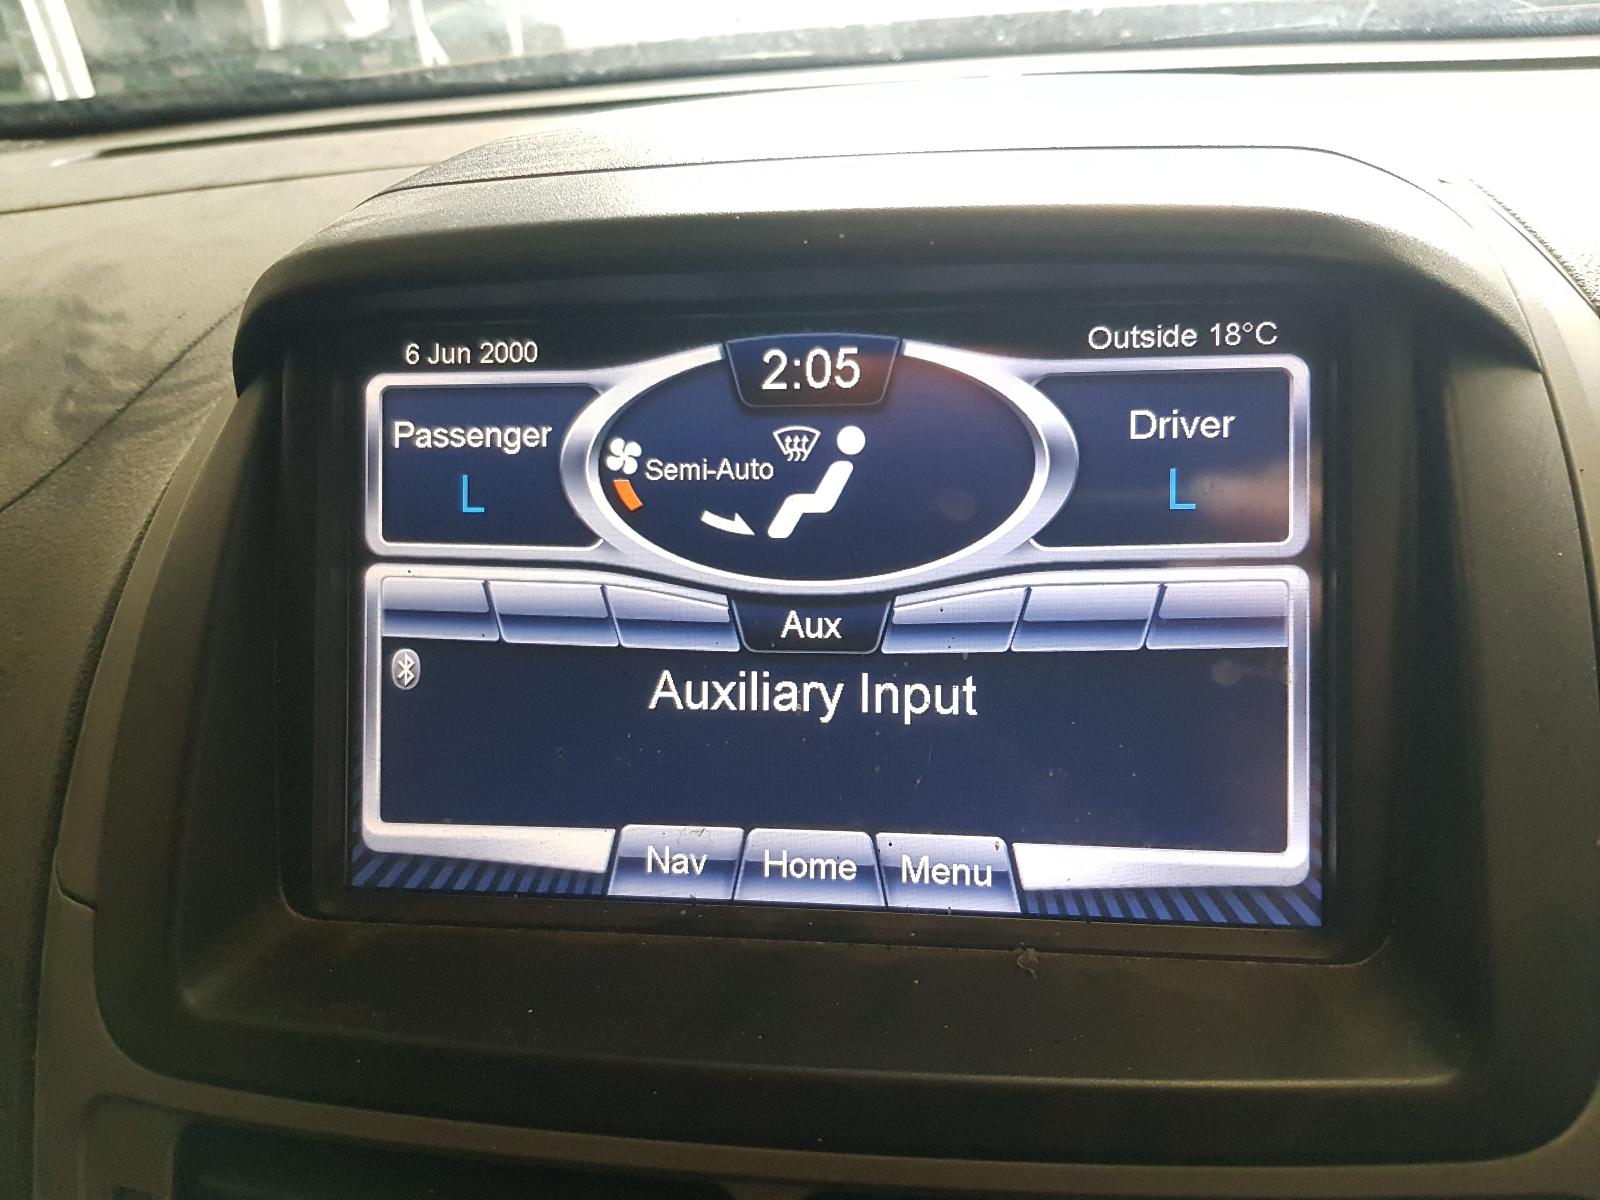 6 Jun 2000
2:05
Outside 18°C
Passenger
L
Semi-Auto
Driver
L
Aux
Auxiliary Input
Nav
Home
Menu